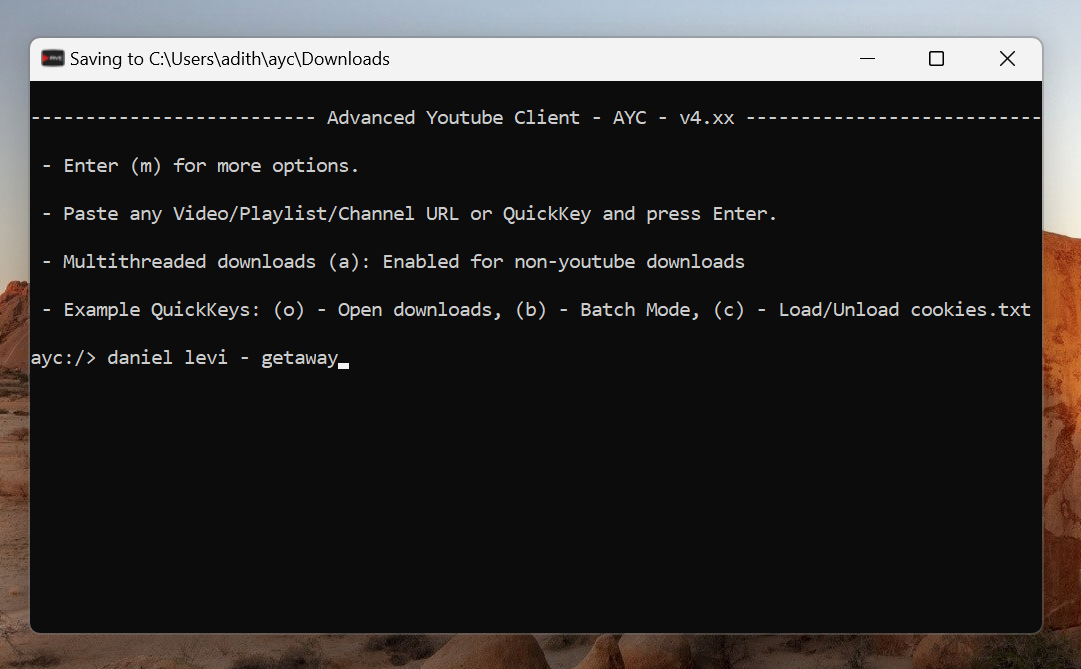 Saving to C:\Users\adith\ayc\Downloads
-------------------------- Advanced Youtube Client - AYC - v4.xx ---------------------------
- Enter (m) for more options.
- Paste any Video/Playlist/Channel URL or QuickKey and press Enter.
- Multithreaded downloads (a): Enabled for non-youtube downloads
- Example QuickKeys: (o) - Open downloads, (b) - Batch Mode, (c) - Load/Unload cookies.txt
ayc:/> daniel levi - getaway